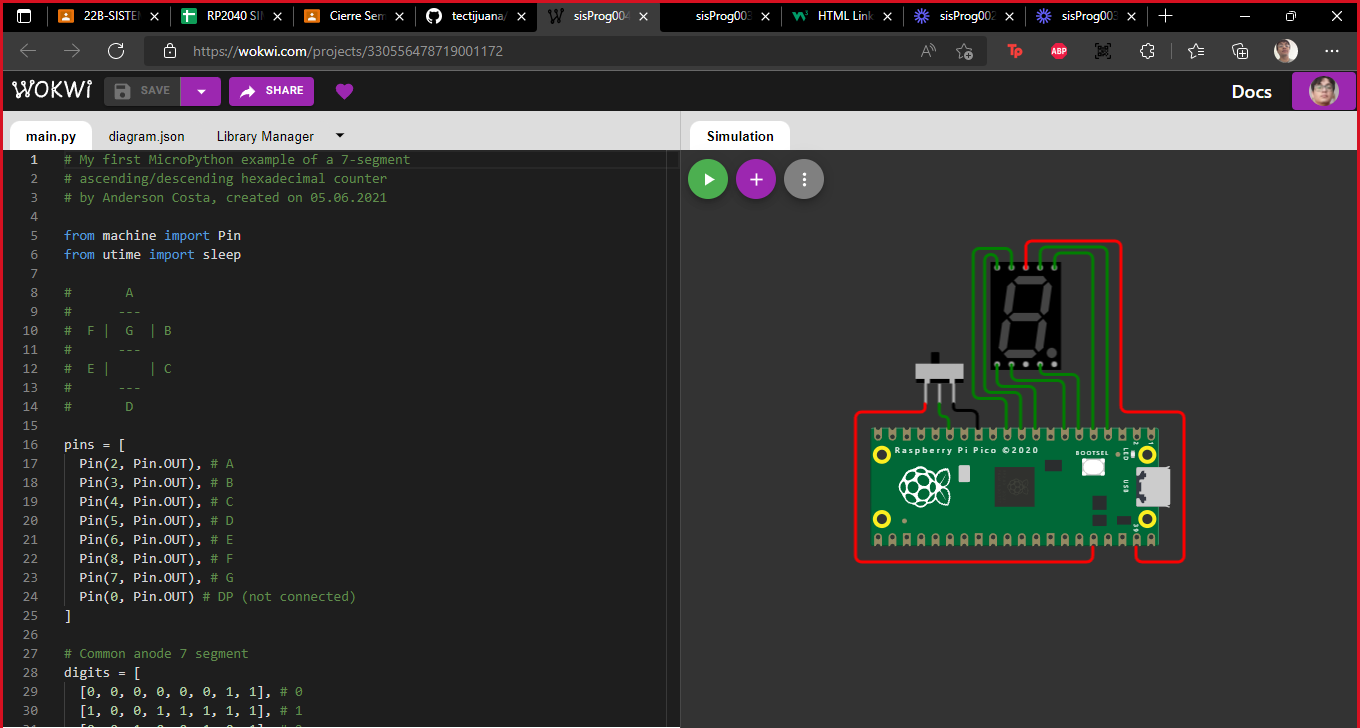 22B-SISTEM
RP2040 SIN
Cierre Sem
tectijuana/
sisProg004
sisProg003
HTML Link
sisProg002
sisProg003
https://wokwi.com/projects/330556478719001172
Tp
ABP
WOKWi
SAVE
SHARE
Docs
main.py
diagram.json
Library Manager
Simulation
1 # My first MicroPython example of a 7-segment
2 # ascending/descending hexadecimal counter
3 # by Anderson Costa, created on 05.06.2021
4
5 from machine import Pin
6 from utime import sleep
7
8 #       A
9 #      ---
10 #  F |  G  | B
11 #      ---
12 #  E |     | C
13 #      ---
14 #       D
15
16 pins = [
17   Pin(2, Pin.OUT), # A
18   Pin(3, Pin.OUT), # B
19   Pin(4, Pin.OUT), # C
20   Pin(5, Pin.OUT), # D
21   Pin(6, Pin.OUT), # E
22   Pin(8, Pin.OUT), # F
23   Pin(7, Pin.OUT), # G
24   Pin(0, Pin.OUT) # DP (not connected)
25 ]
26
27 # Common anode 7 segment
28 digits = [
29   [0, 0, 0, 0, 0, 0, 1, 1], # 0
30   [1, 0, 0, 1, 1, 1, 1, 1], # 1
Raspberry Pi Pico ©2020
BOOTSEL
LED
USB
2
1
39